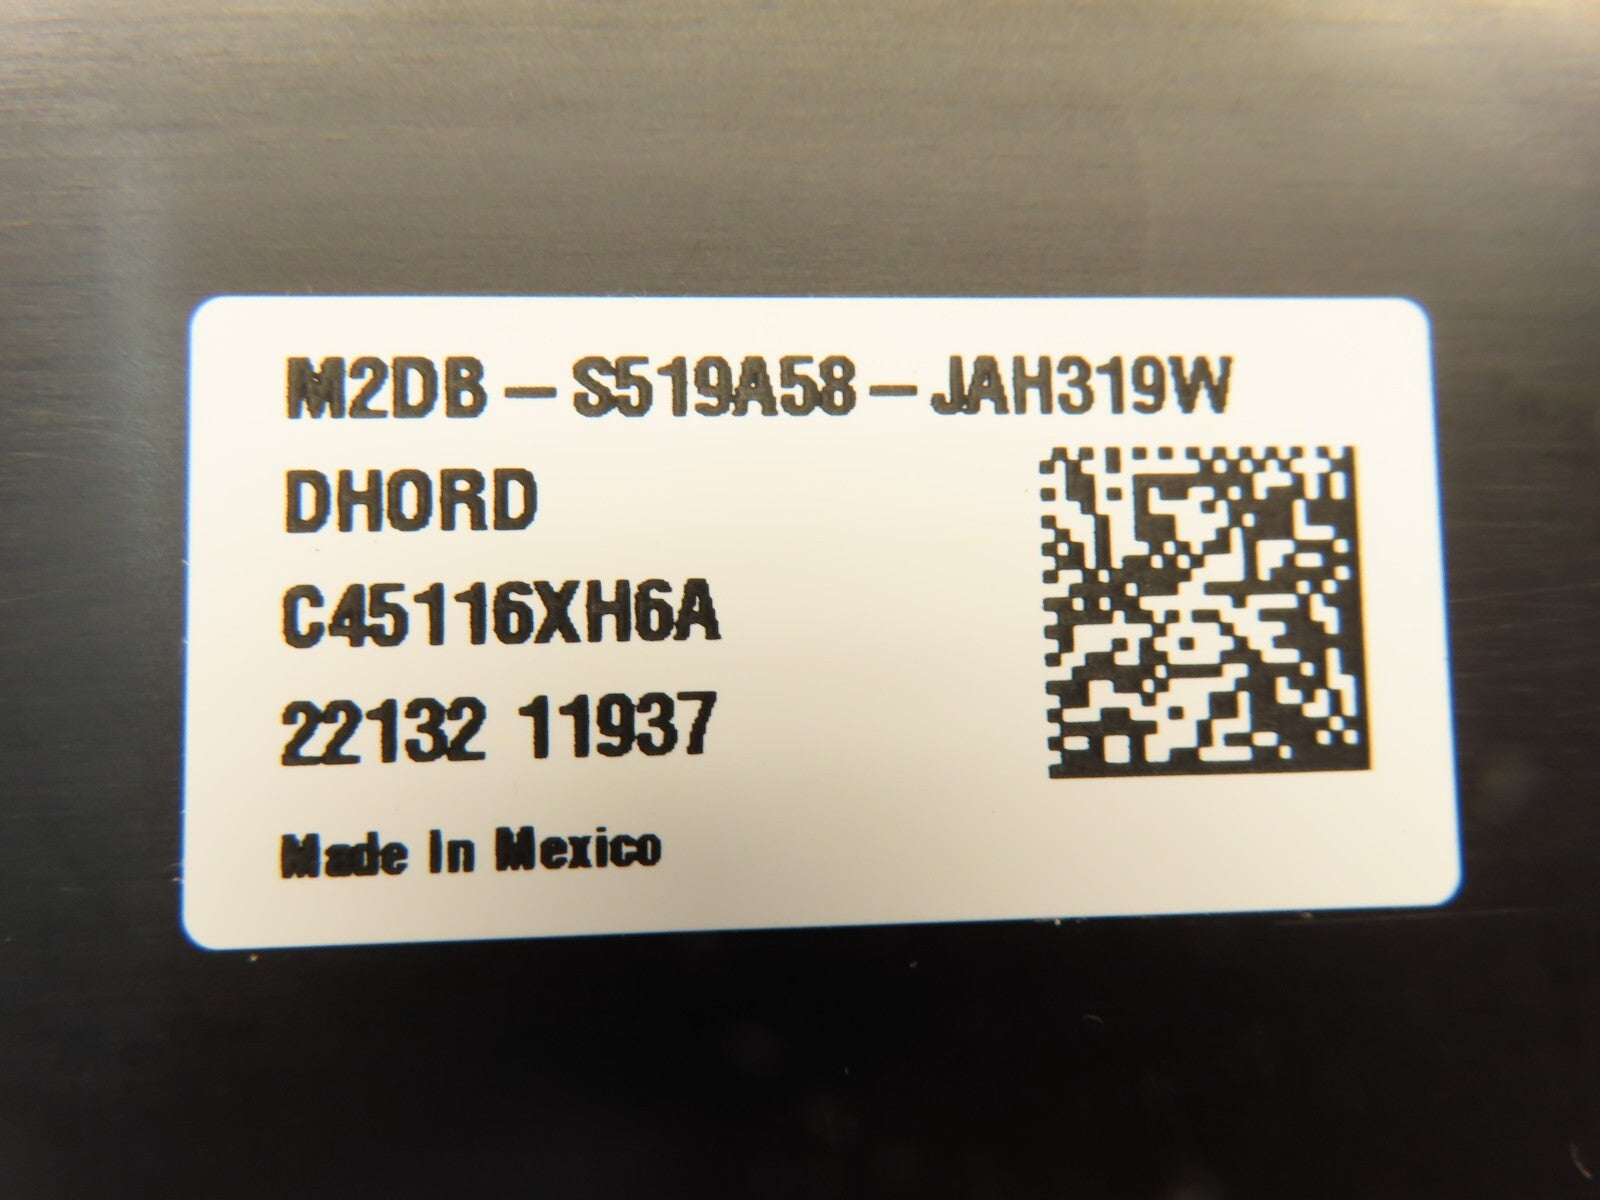 M2DB-S519A58-JAH319W
DHORD
C45116XH6A
22132 11937
Made In Mexico